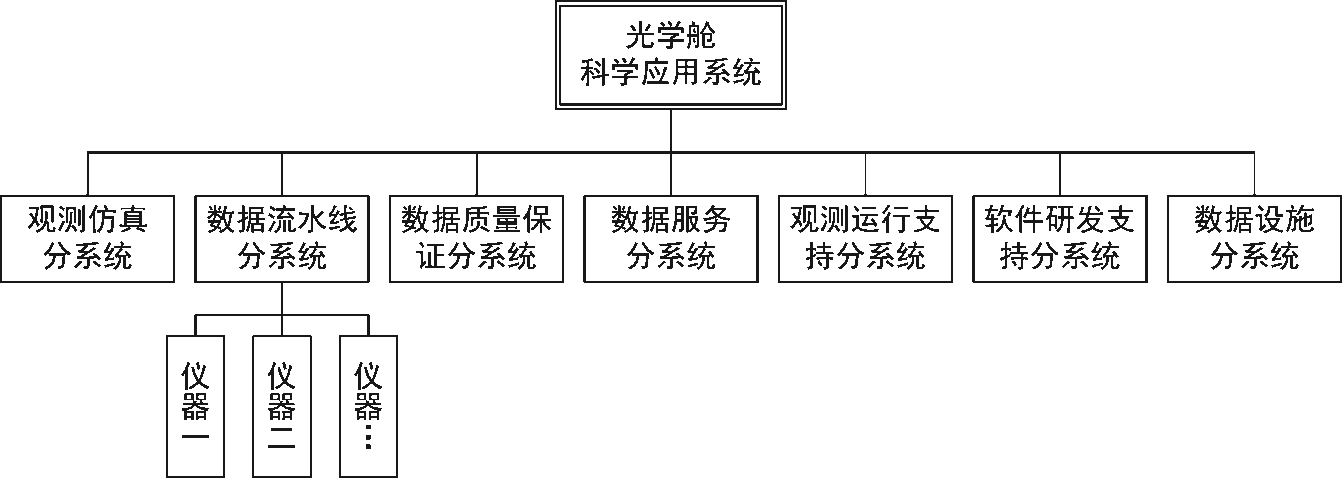 光学舱
科学应用系统
观测仿真
分系统
数据流水线
分系统
数据质量保
证分系统
数据服务
分系统
观测运行支
持分系统
软件研发支
持分系统
数据设施
分系统
仪器一
仪器二
仪器…